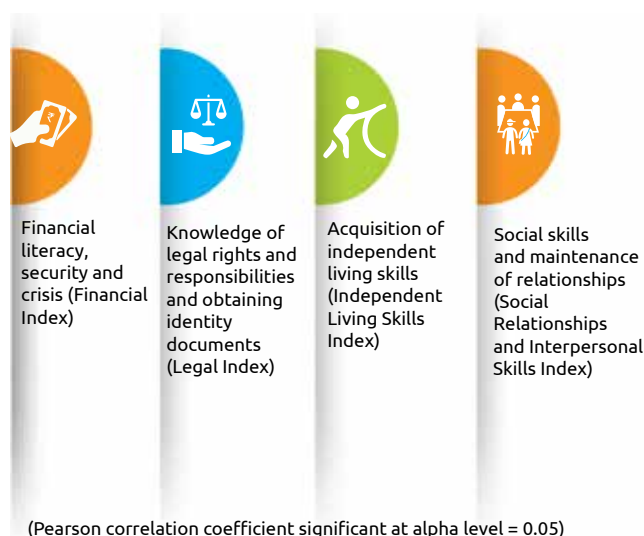 Financial
literacy,
security and
crisis (Financial
Index)
Knowledge of
legal rights and
responsibilities
and obtaining
identity
documents
(Legal Index)
Acquisition of
independent
living skills
(Independent
Living Skills
Index)
Social skills
and maintenance
of relationships
(Social
Relationships
and Interpersonal
Skills Index)
(Pearson correlation coefficient significant at alpha level = 0.05)